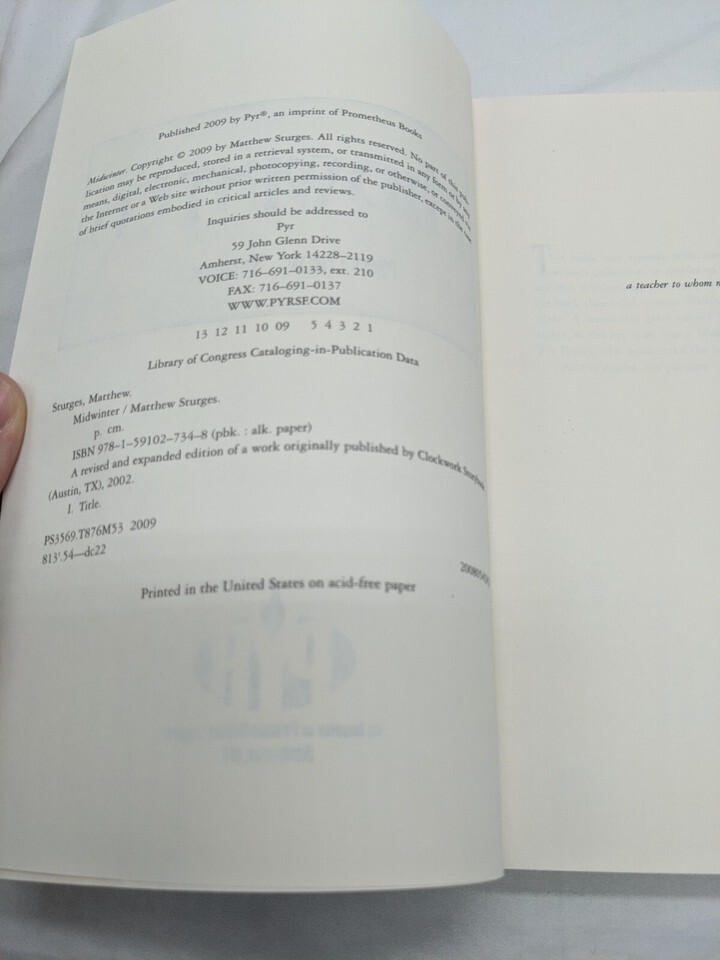 Published 2009 by Pyr®, an imprint of Prometheus Books
Midwinter. Copyright © 2009 by Matthew Sturges. All rights reserved. No part of this pub-
lication may be reproduced, stored in a retrieval system, or transmitted in any form or by any
means, digital, electronic, mechanical, photocopying, recording, or otherwise, or conveyed via
the Internet or a Web site without prior written permission of the publisher, except in the case
of brief quotations embodied in critical articles and reviews.
Inquiries should be addressed to
Pyr
59 John Glenn Drive
Amherst, New York 14228–2119
VOICE: 716–691–0133, ext. 210
FAX: 716–691–0137
WWW.PYRSF.COM
13 12 11 10 09 5 4 3 2 1
Library of Congress Cataloging-in-Publication Data
Sturges, Matthew.
Midwinter / Matthew Sturges.
p. cm.
ISBN 978–1–59102–734–8 (pbk. : alk. paper)
A revised and expanded edition of a work originally published by Clockwork
(Austin, TX), 2002.
I. Title.
PS3569.T876M53 2009
813'.54—dc22
Printed in the United States on acid-free paper
a teacher to whom